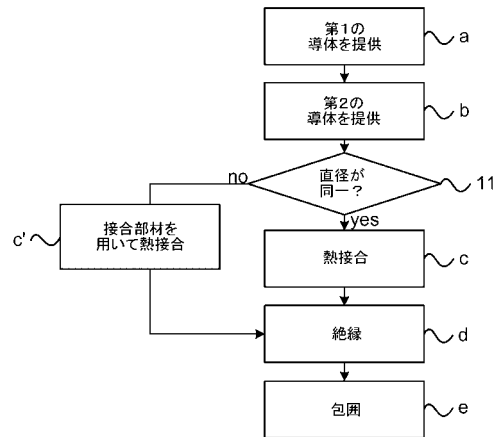 第1の
導体を提供
a
第2の
導体を提供
b
no
直径が
同一?
11
yes
接合部材を
用いて熱接合
c'
熱接合
c
絶縁
d
包囲
e